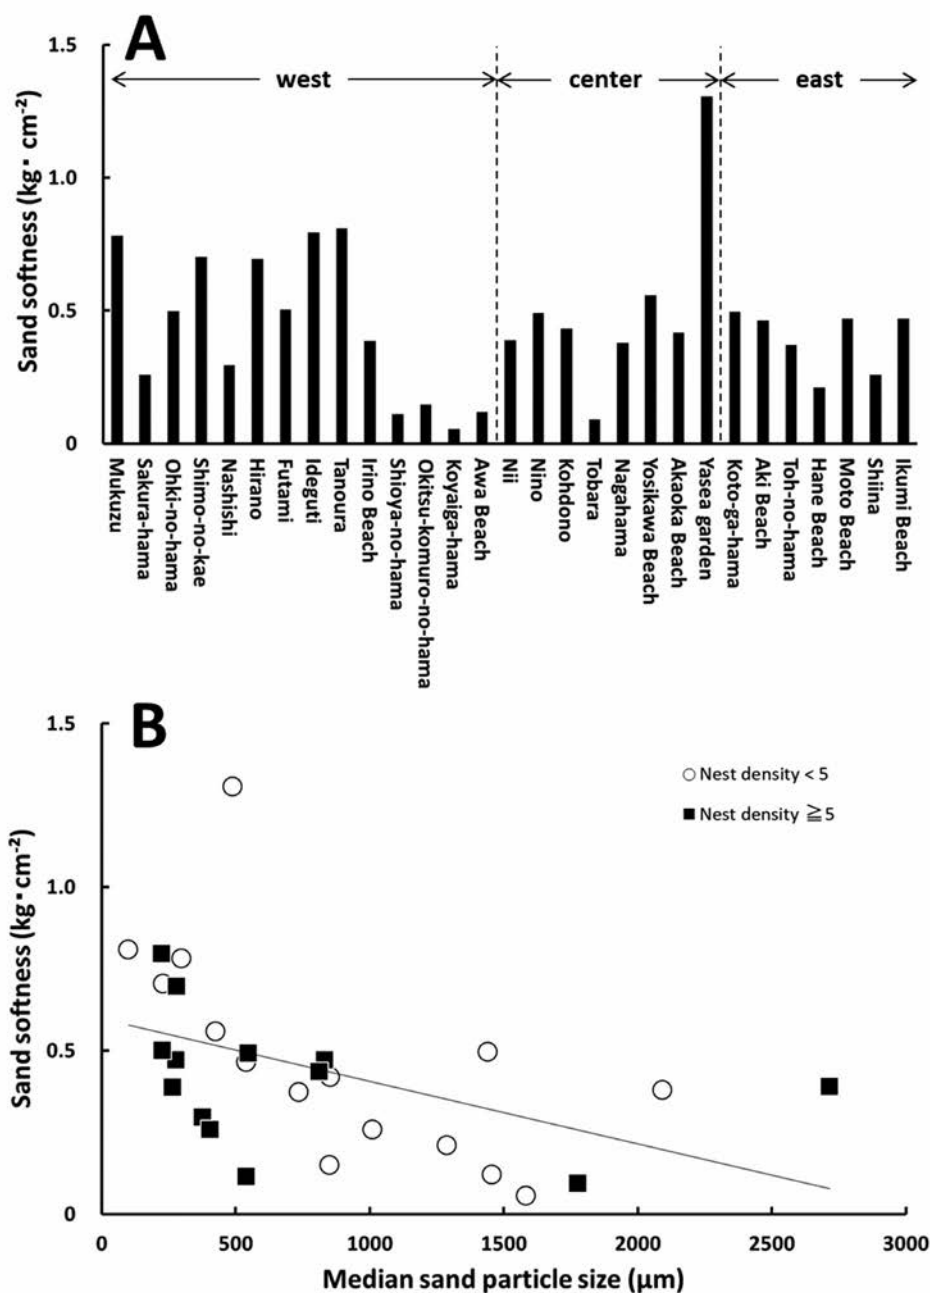 A
1.5
west
center
east
1.0
0.5
0
Sand softness (kg・cm⁻²)
Mukuzu
Sakura-hama
Ohki-no-hama
Shimo-no-kae
Nashishi
Hirano
Futami
Ideguti
Tanoura
Irino Beach
Shioya-no-hama
Okitsu-komuro-no-hama
Koyaiga-hama
Awa Beach
Nii
Nino
Kohdono
Tobara
Nagahama
Yosikawa Beach
Akaoka Beach
Yasea garden
Koto-ga-hama
Aki Beach
Toh-no-hama
Hane Beach
Moto Beach
Shiina
Ikumi Beach
B
1.5
Nest density < 5
Nest density ≧ 5
1.0
0.5
0
Sand softness (kg・cm⁻²)
0 500 1000 1500 2000 2500 3000
Median sand particle size (μm)